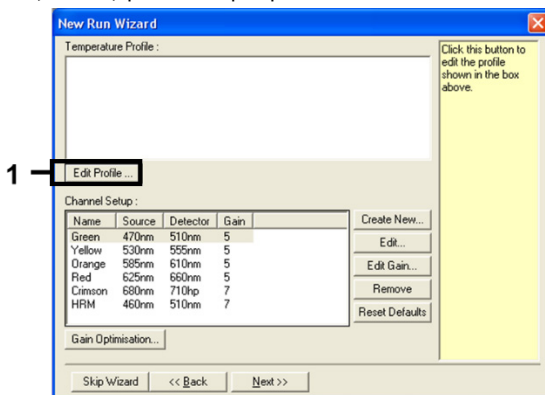 New Run Wizard
Temperature Profile :
Click this button to
edit the profile
shown in the box
above.
1
Edit Profile ...
Channel Setup :
Name Source Detector Gain
Green 470nm 510nm 5
Yellow 530nm 555nm 5
Orange 585nm 610nm 5
Red 625nm 660nm 5
Crimson 680nm 710hp 7
HRM 460nm 510nm 7
Create New...
Edit...
Edit Gain...
Remove
Reset Defaults
Gain Optimisation...
Skip Wizard
<< Back
Next >>